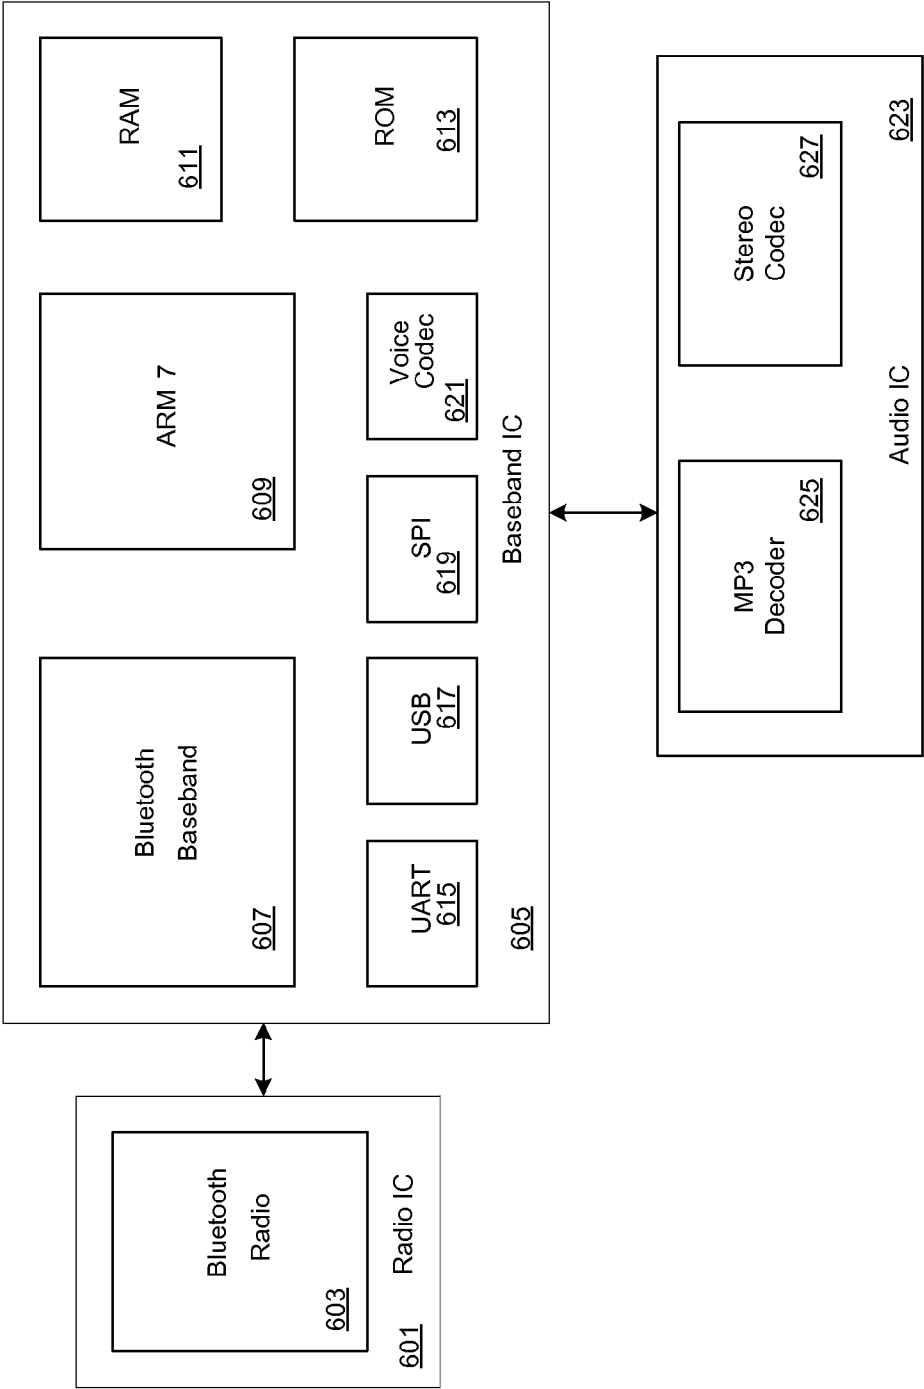 Bluetooth
Radio
603
Radio IC
601
Bluetooth
Baseband
607
ARM 7
609
RAM
611
ROM
613
UART
615
USB
617
SPI
619
Voice
Codec
621
Baseband IC
605
MP3
Decoder
625
Stereo
Codec
627
Audio IC
623